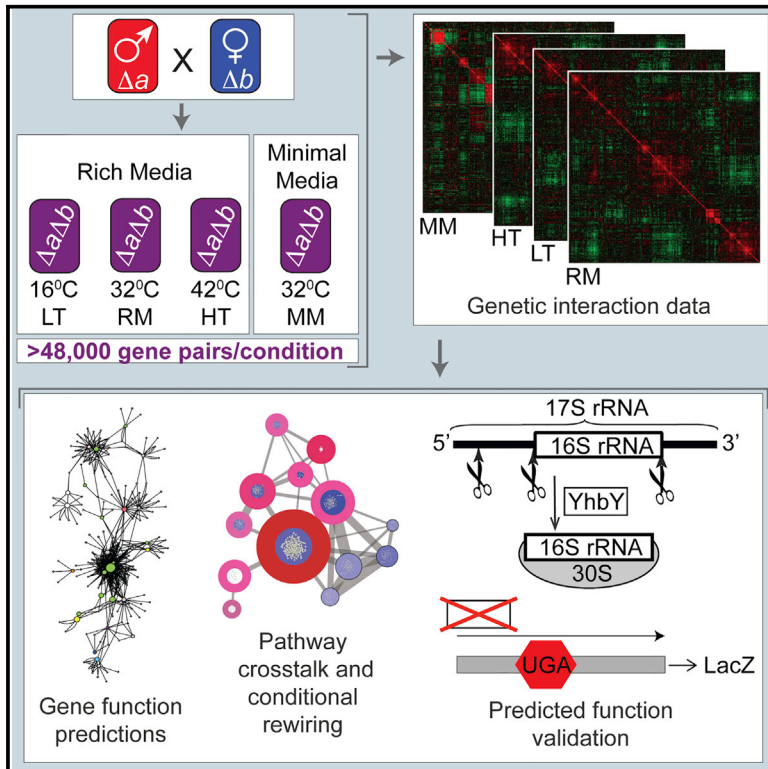 Δa
X
Δb
Rich Media
Minimal
Media
ΔaΔb
ΔaΔb
ΔaΔb
ΔaΔb
16⁰C
32⁰C
42⁰C
32⁰C
LT
RM
HT
MM
>48,000 gene pairs/condition
MM
HT
LT
RM
Genetic interaction data
Gene function
predictions
Pathway
crosstalk and
conditional
rewiring
17S rRNA
5’
16S rRNA
3’
YhbY
16S rRNA
30S
UGA
LacZ
Predicted function
validation